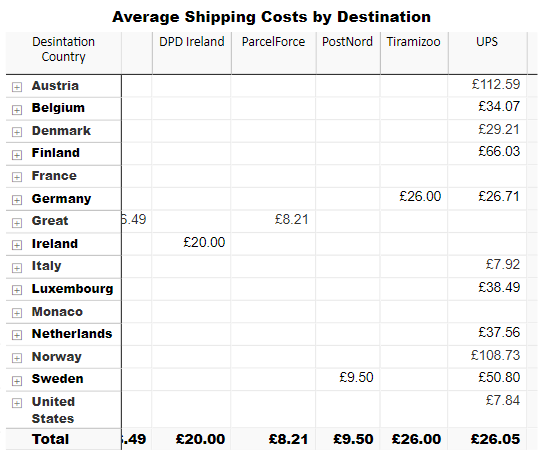 Average Shipping Costs by Destination
Desintation Country DPD Ireland ParcelForce PostNord Tiramizoo UPS
Austria £112.59
Belgium £34.07
Denmark £29.21
Finland £66.03
France
Germany £26.00 £26.71
Great .49 £8.21
Ireland £20.00
Italy £7.92
Luxembourg £38.49
Monaco
Netherlands £37.56
Norway £108.73
Sweden £9.50 £50.80
United States £7.84
Total .49 £20.00 £8.21 £9.50 £26.00 £26.05